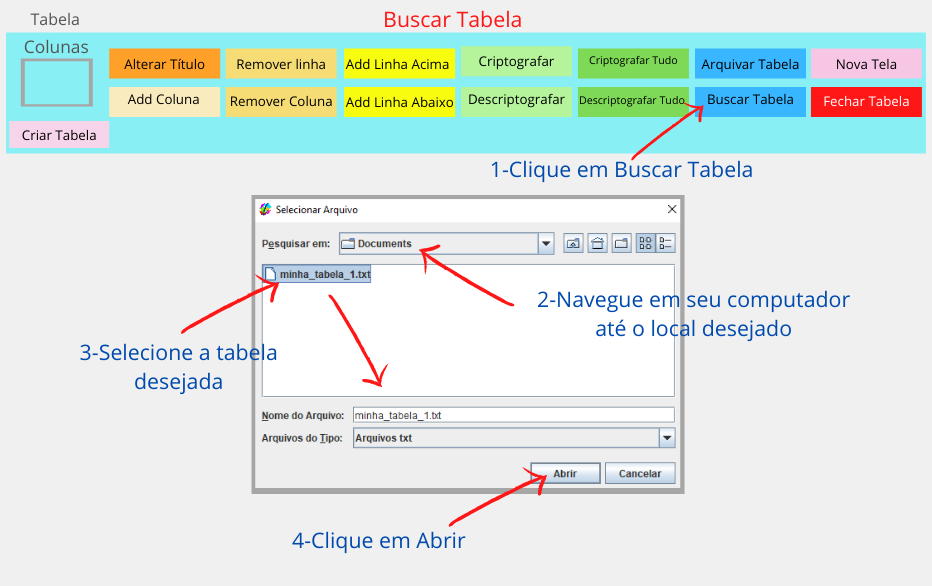 Tabela
Buscar Tabela
Colunas
Alterar Título
Remover linha
Add Linha Acima
Criptografar
Criptografar Tudo
Arquivar Tabela
Nova Tela
Add Coluna
Remover Coluna
Add Linha Abaixo
Descriptografar
Descriptografar Tudo
Buscar Tabela
Fechar Tabela
Criar Tabela
1-Clique em Buscar Tabela
Selecionar Arquivo
Pesquisar em:
Documents
minha_tabela_1.txt
2-Navegue em seu computador
até o local desejado
3-Selecione a tabela
desejada
Nome do Arquivo:
minha_tabela_1.txt
Arquivos do Tipo:
Arquivos txt
Abrir
Cancelar
4-Clique em Abrir